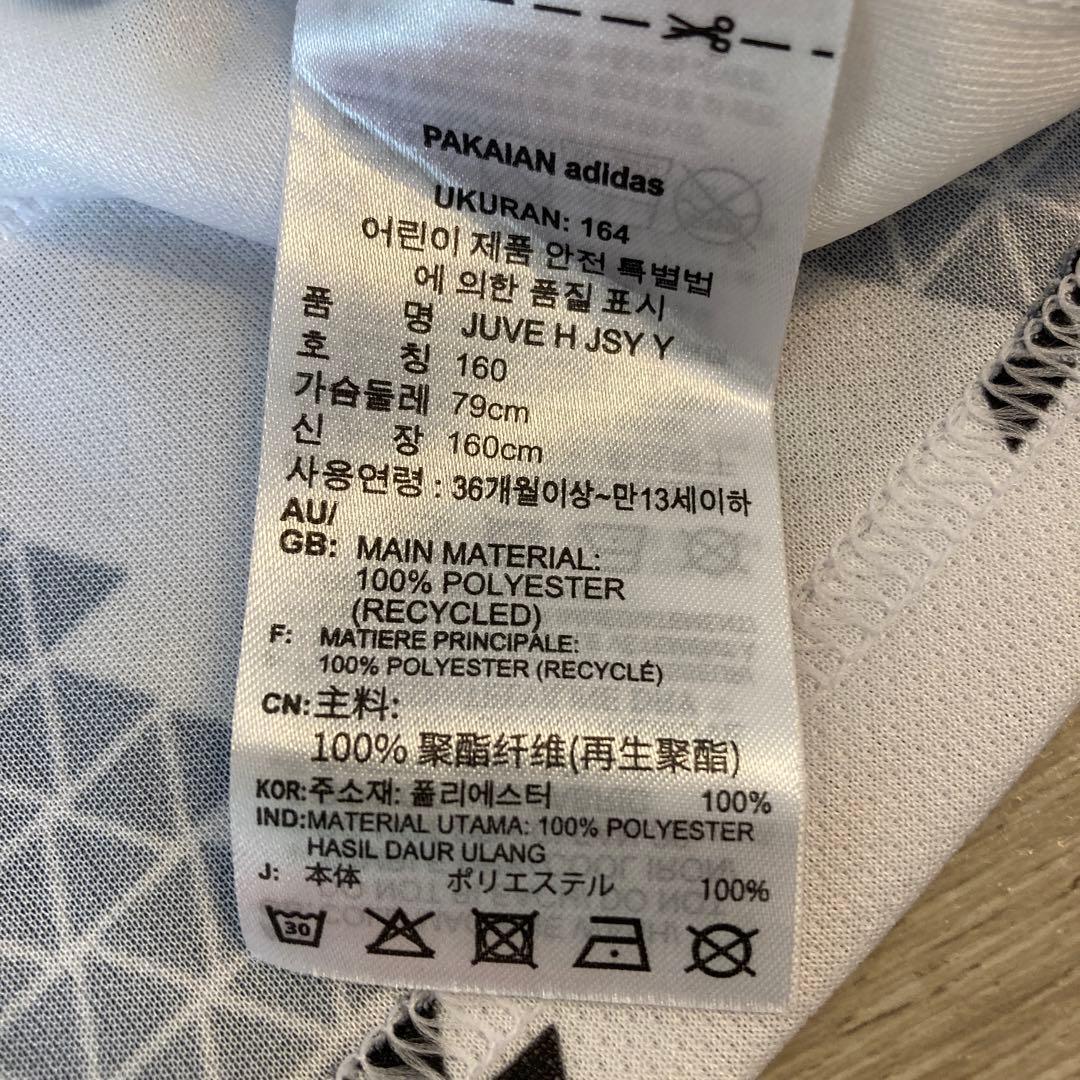 PAKAIAN adidas
UKURAN: 164
어린이 제품 안전 특별법
에 의한 품질 표시
품 명 JUVE H JSY Y
호 칭 160
가슴둘레 79cm
신 장 160cm
사용연령 : 36개월이상~만13세이하
AU/
GB: MAIN MATERIAL:
100% POLYESTER
(RECYCLED)
F: MATIERE PRINCIPALE:
100% POLYESTER (RECYCLÉ)
CN:主料:
100% 聚酯纤维(再生聚酯)
KOR:주소재: 폴리에스터 100%
IND:MATERIAL UTAMA: 100% POLYESTER
HASIL DAUR ULANG
J: 本体 ポリエステル 100%
30